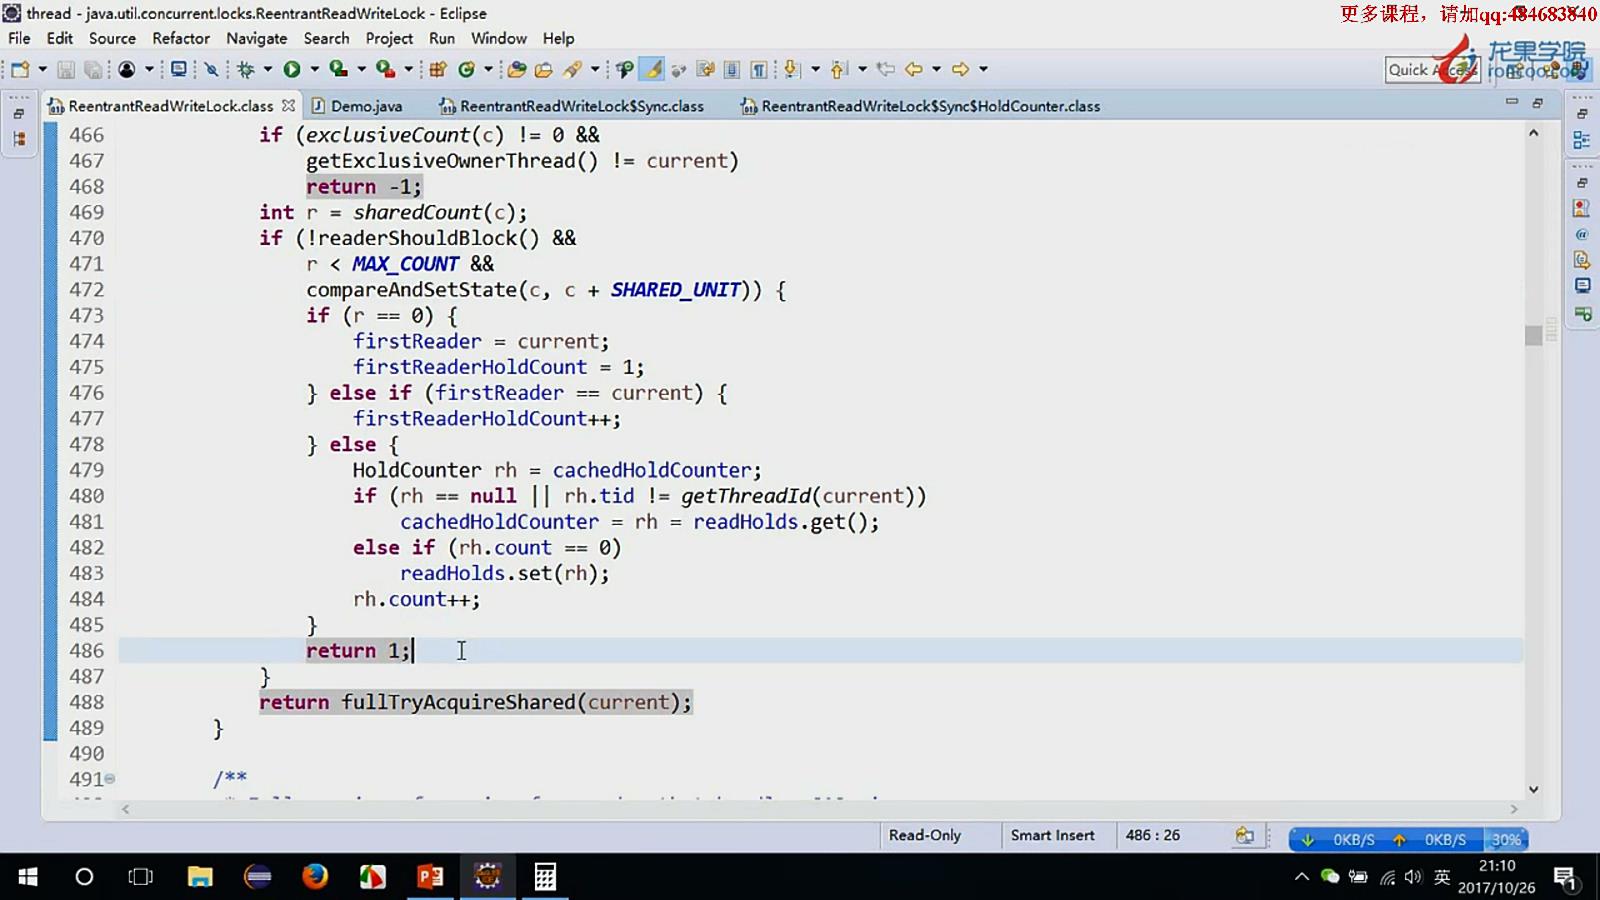 thread - java.util.concurrent.locks.ReentrantReadWriteLock - Eclipse
更多课程，请加qq:484683840
File Edit Source Refactor Navigate Search Project Run Window Help
龙果学院
roncoo.com
Quick Access
ReentrantReadWriteLock.class Demo.java ReentrantReadWriteLock$Sync.class ReentrantReadWriteLock$Sync$HoldCounter.class
466 if (exclusiveCount(c) != 0 &&
467 getExclusiveOwnerThread() != current)
468 return -1;
469 int r = sharedCount(c);
470 if (!readerShouldBlock() &&
471 r < MAX_COUNT &&
472 compareAndSetState(c, c + SHARED_UNIT)) {
473 if (r == 0) {
474 firstReader = current;
475 firstReaderHoldCount = 1;
476 } else if (firstReader == current) {
477 firstReaderHoldCount++;
478 } else {
479 HoldCounter rh = cachedHoldCounter;
480 if (rh == null || rh.tid != getThreadId(current))
481 cachedHoldCounter = rh = readHolds.get();
482 else if (rh.count == 0)
483 readHolds.set(rh);
484 rh.count++;
485 }
486 return 1;
487 }
488 return fullTryAcquireShared(current);
489 }
490
491 /**
Read-Only Smart Insert 486 : 26 0KB/S 0KB/S 30%
英 21:10
2017/10/26
1